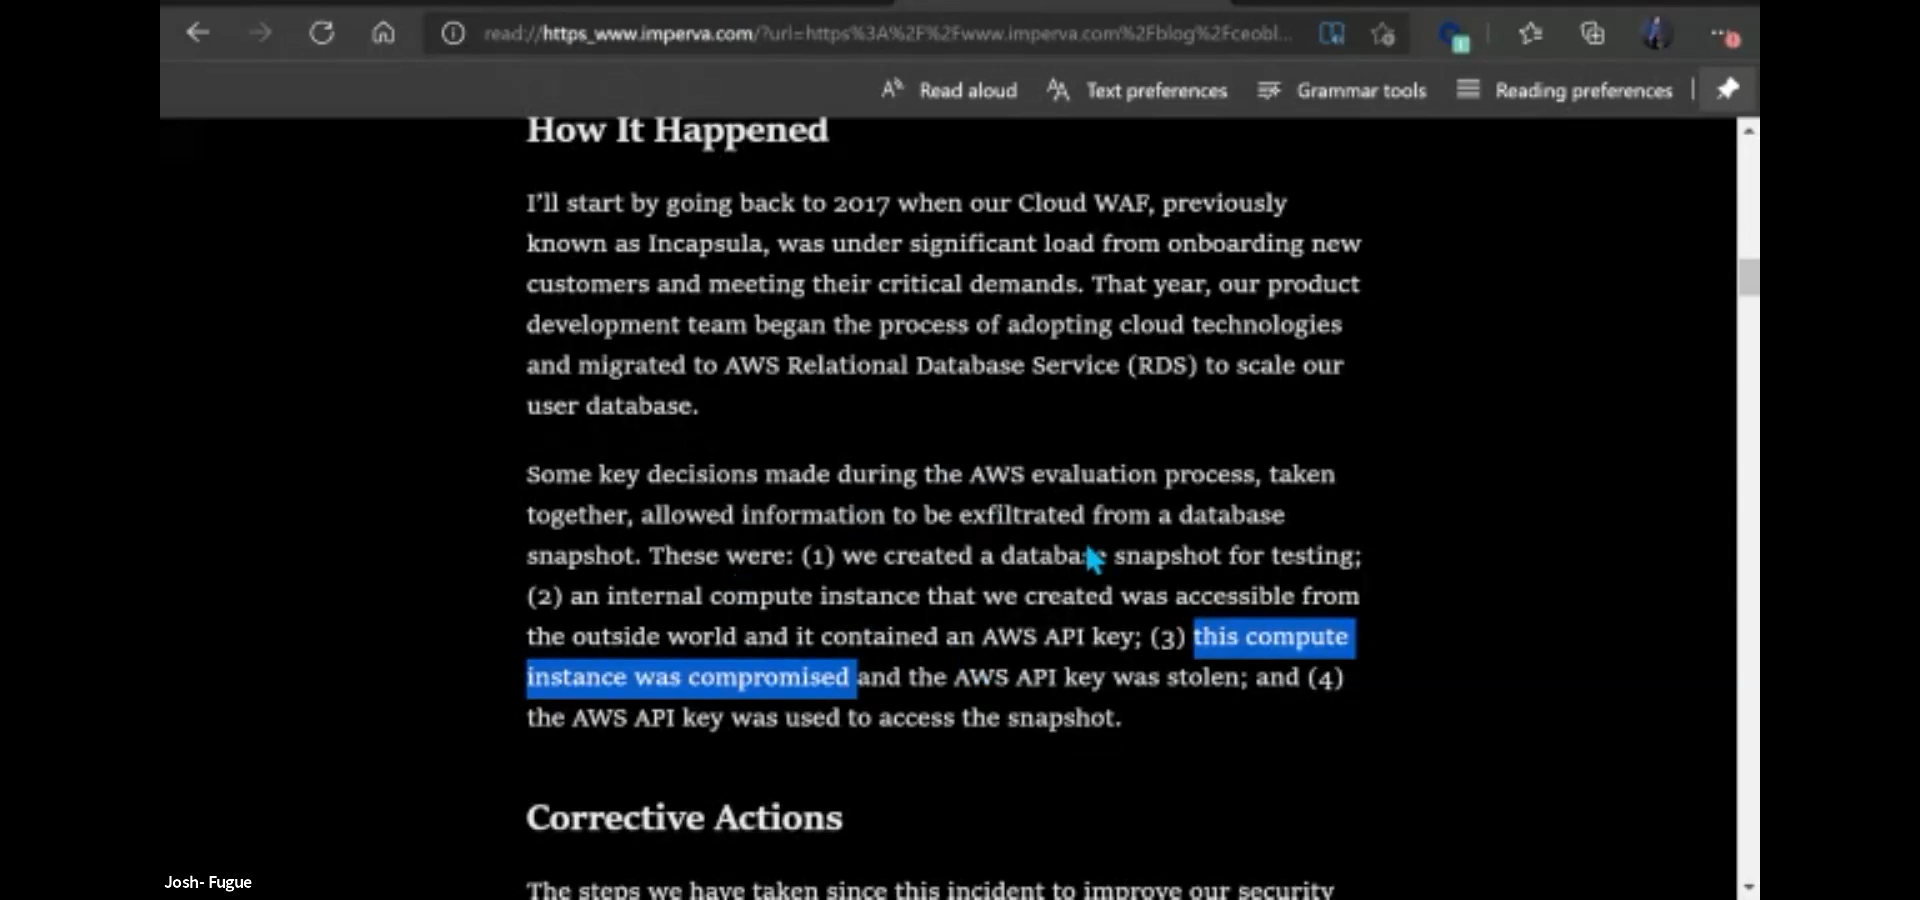 read://https_www.imperva.com/?url=https%3A%2F%2Fwww.imperva.com%2Fblog%2Fceobl...
Read aloud Text preferences Grammar tools Reading preferences
How It Happened
I'll start by going back to 2017 when our Cloud WAF, previously
known as Incapsula, was under significant load from onboarding new
customers and meeting their critical demands. That year, our product
development team began the process of adopting cloud technologies
and migrated to AWS Relational Database Service (RDS) to scale our
user database.
Some key decisions made during the AWS evaluation process, taken
together, allowed information to be exfiltrated from a database
snapshot. These were: (1) we created a database snapshot for testing;
(2) an internal compute instance that we created was accessible from
the outside world and it contained an AWS API key; (3) this compute
instance was compromised and the AWS API key was stolen; and (4)
the AWS API key was used to access the snapshot.
Corrective Actions
The steps we have taken since this incident to improve our security
Josh- Fugue